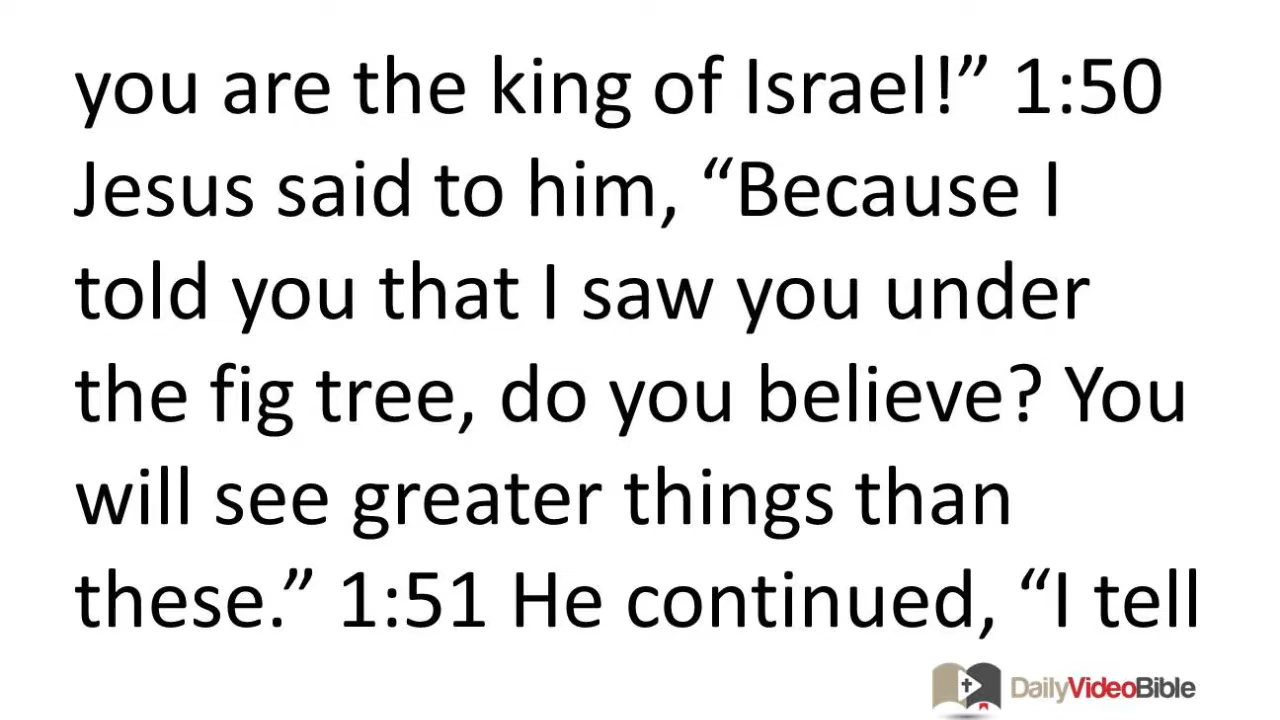 you are the king of Israel!” 1:50
Jesus said to him, “Because I
told you that I saw you under
the fig tree, do you believe? You
will see greater things than
these.” 1:51 He continued, “I tell
DailyVideoBible